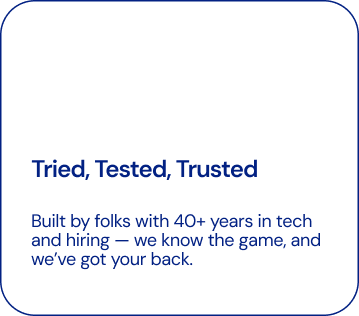 Tried, Tested, Trusted
Built by folks with 40+ years in tech
and hiring — we know the game, and
we’ve got your back.